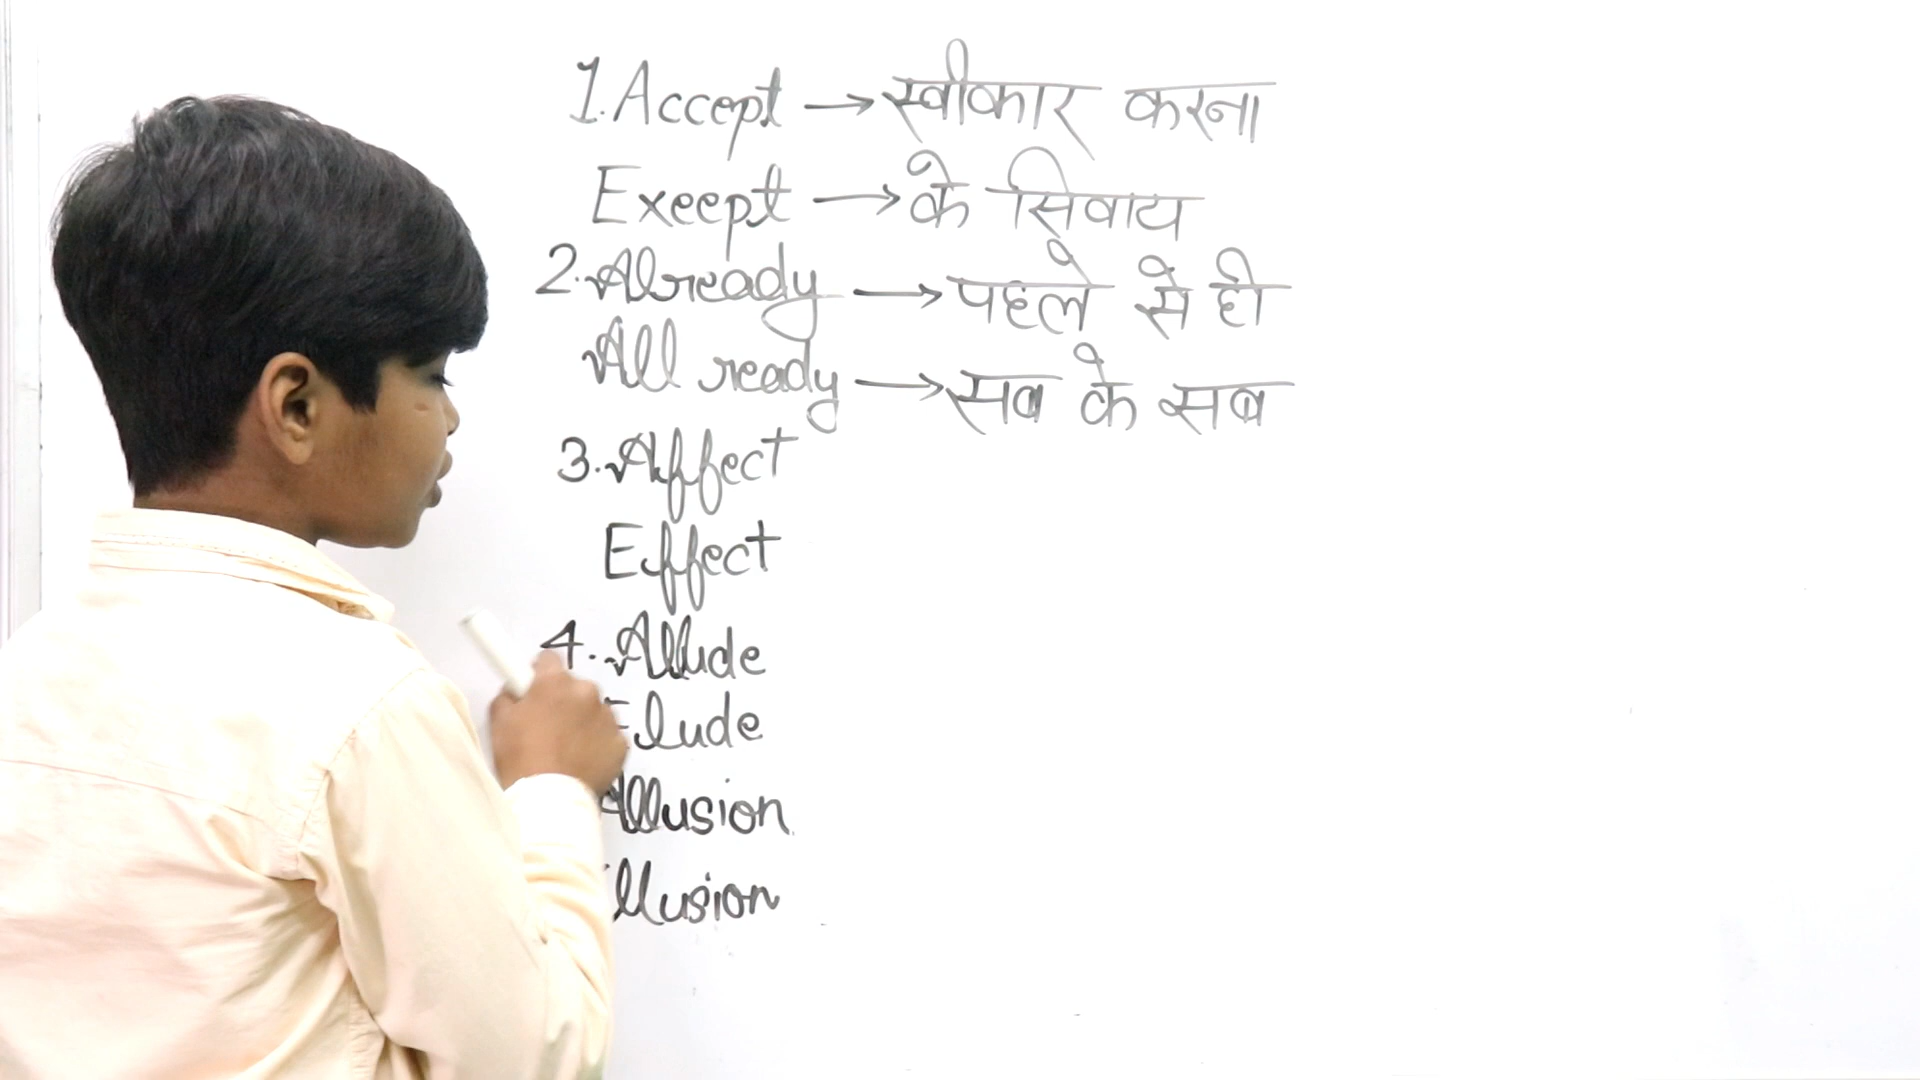 1. Accept → स्वीकार करना
Except → के सिवाय
2. Already → पहले से ही
All ready → सब के सब
3. Affect
Effect
4. Allude
Elude
Allusion
Illusion